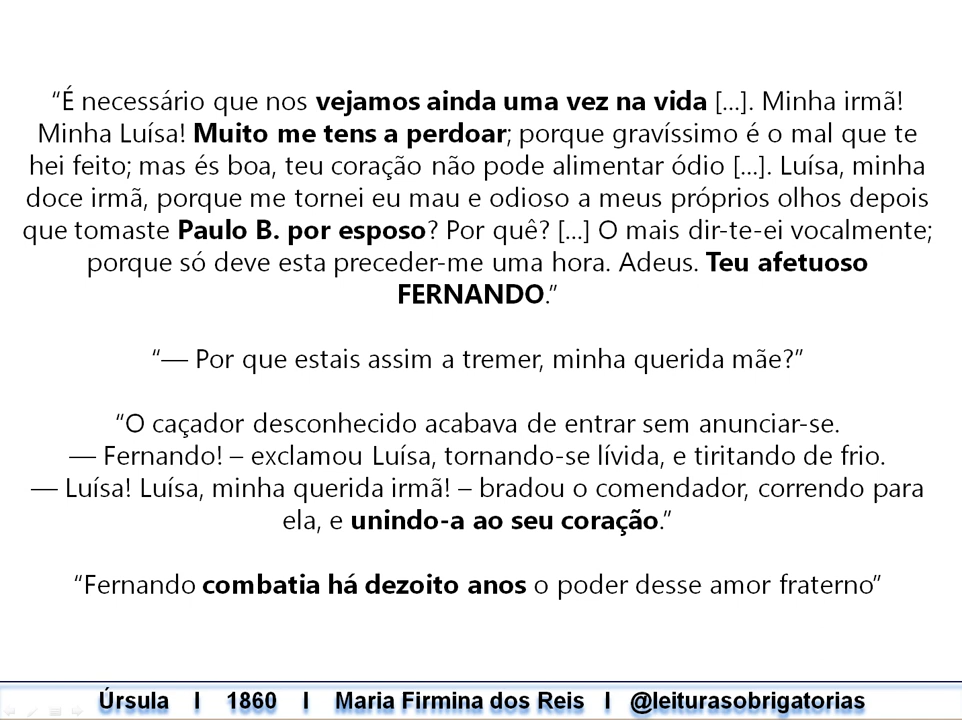 “É necessário que nos vejamos ainda uma vez na vida [...]. Minha irmã!
Minha Luísa! Muito me tens a perdoar; porque gravíssimo é o mal que te
hei feito; mas és boa, teu coração não pode alimentar ódio [...]. Luísa, minha
doce irmã, porque me tornei eu mau e odioso a meus próprios olhos depois
que tomaste Paulo B. por esposo? Por quê? [...] O mais dir-te-ei vocalmente;
porque só deve esta preceder-me uma hora. Adeus. Teu afetuoso
FERNANDO.”
“— Por que estais assim a tremer, minha querida mãe?”
“O caçador desconhecido acabava de entrar sem anunciar-se.
— Fernando! – exclamou Luísa, tornando-se lívida, e tiritando de frio.
— Luísa! Luísa, minha querida irmã! – bradou o comendador, correndo para
ela, e unindo-a ao seu coração.”
“Fernando combatia há dezoito anos o poder desse amor fraterno”
Úrsula I 1860 I Maria Firmina dos Reis I @leiturasobrigatorias